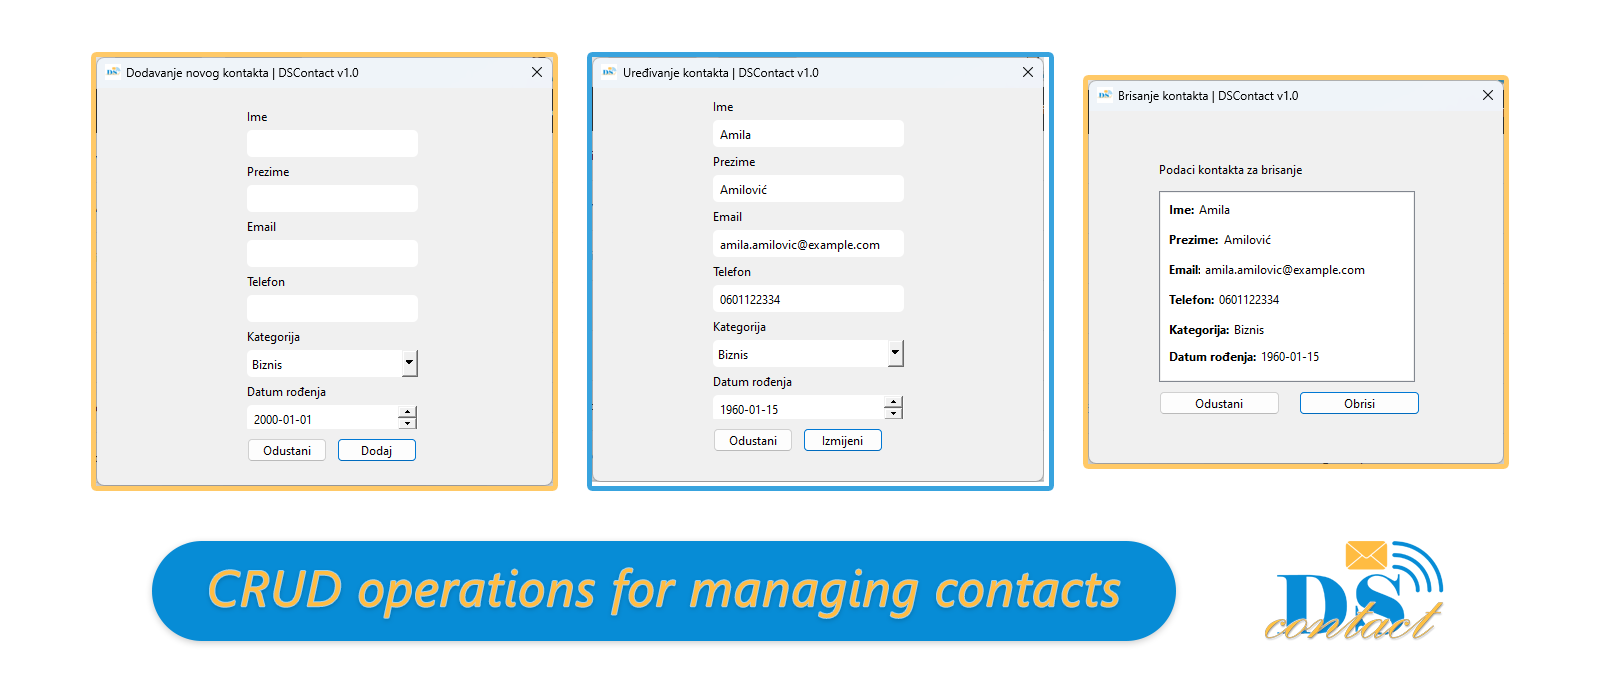 DS
Dodavanje novog kontakta | DSContact v1.0
Ime
Prezime
Email
Telefon
Kategorija
Biznis
Datum rođenja
2000-01-01
Odustani
Dodaj
DS
Uređivanje kontakta | DSContact v1.0
Ime
Amila
Prezime
Amilović
Email
amila.amilovic@example.com
Telefon
0601122334
Kategorija
Biznis
Datum rođenja
1960-01-15
Odustani
Izmijeni
DS
Brisanje kontakta | DSContact v1.0
Podaci kontakta za brisanje
Ime: Amila
Prezime: Amilović
Email: amila.amilovic@example.com
Telefon: 0601122334
Kategorija: Biznis
Datum rođenja: 1960-01-15
Odustani
Obrisi
CRUD operations for managing contacts
DS
contact